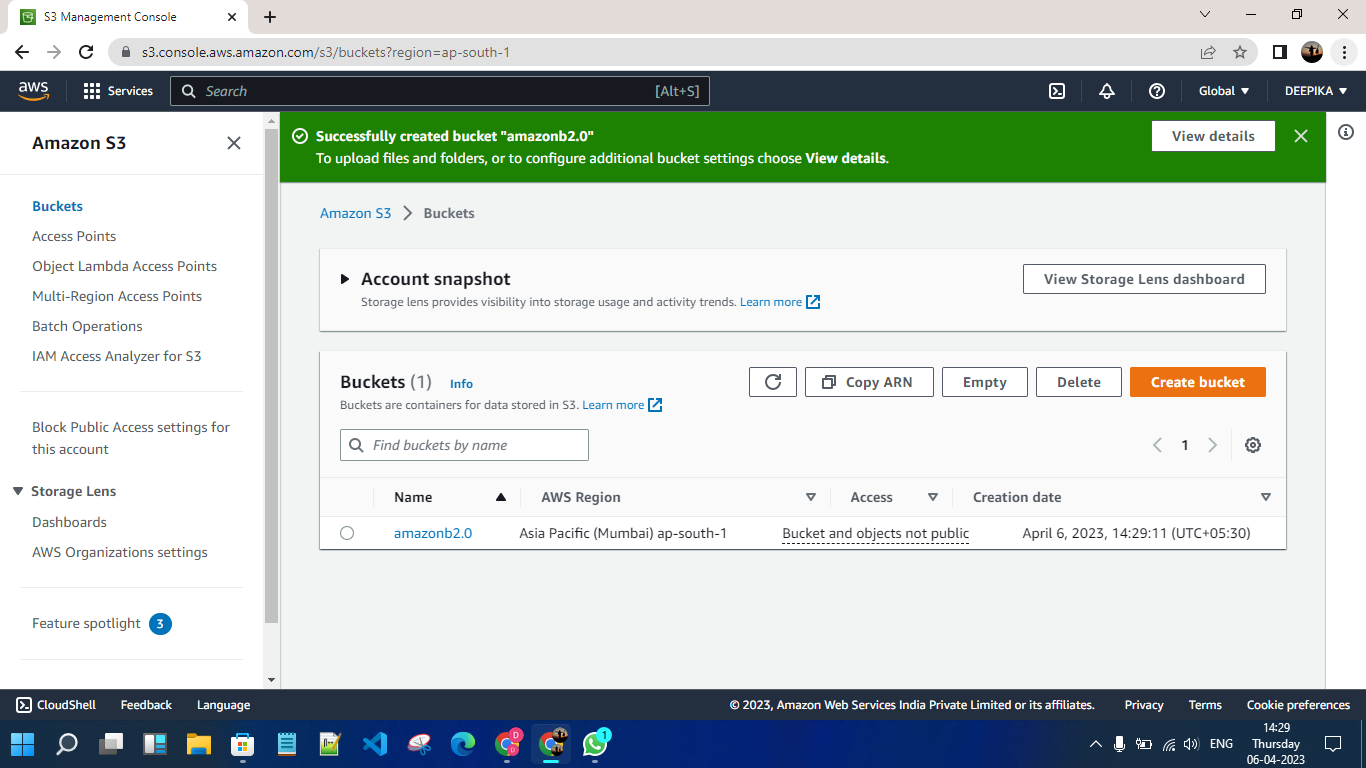 S3 Management Console
s3.console.aws.amazon.com/s3/buckets?region=ap-south-1
aws
Services
Search
[Alt+S]
Global
DEEPIKA
Amazon S3
Buckets
Access Points
Object Lambda Access Points
Multi-Region Access Points
Batch Operations
IAM Access Analyzer for S3
Block Public Access settings for
this account
Storage Lens
Dashboards
AWS Organizations settings
Feature spotlight 3
Successfully created bucket "amazonb2.0"
To upload files and folders, or to configure additional bucket settings choose View details.
View details
Amazon S3 Buckets
Account snapshot
Storage lens provides visibility into storage usage and activity trends. Learn more
View Storage Lens dashboard
Buckets (1) Info
Buckets are containers for data stored in S3. Learn more
Copy ARN
Empty
Delete
Create bucket
Find buckets by name
1
Name AWS Region Access Creation date
amazonb2.0 Asia Pacific (Mumbai) ap-south-1 Bucket and objects not public April 6, 2023, 14:29:11 (UTC+05:30)
CloudShell Feedback Language © 2023, Amazon Web Services India Private Limited or its affiliates. Privacy Terms Cookie preferences
D
D
1
ENG
14:29
Thursday
06-04-2023